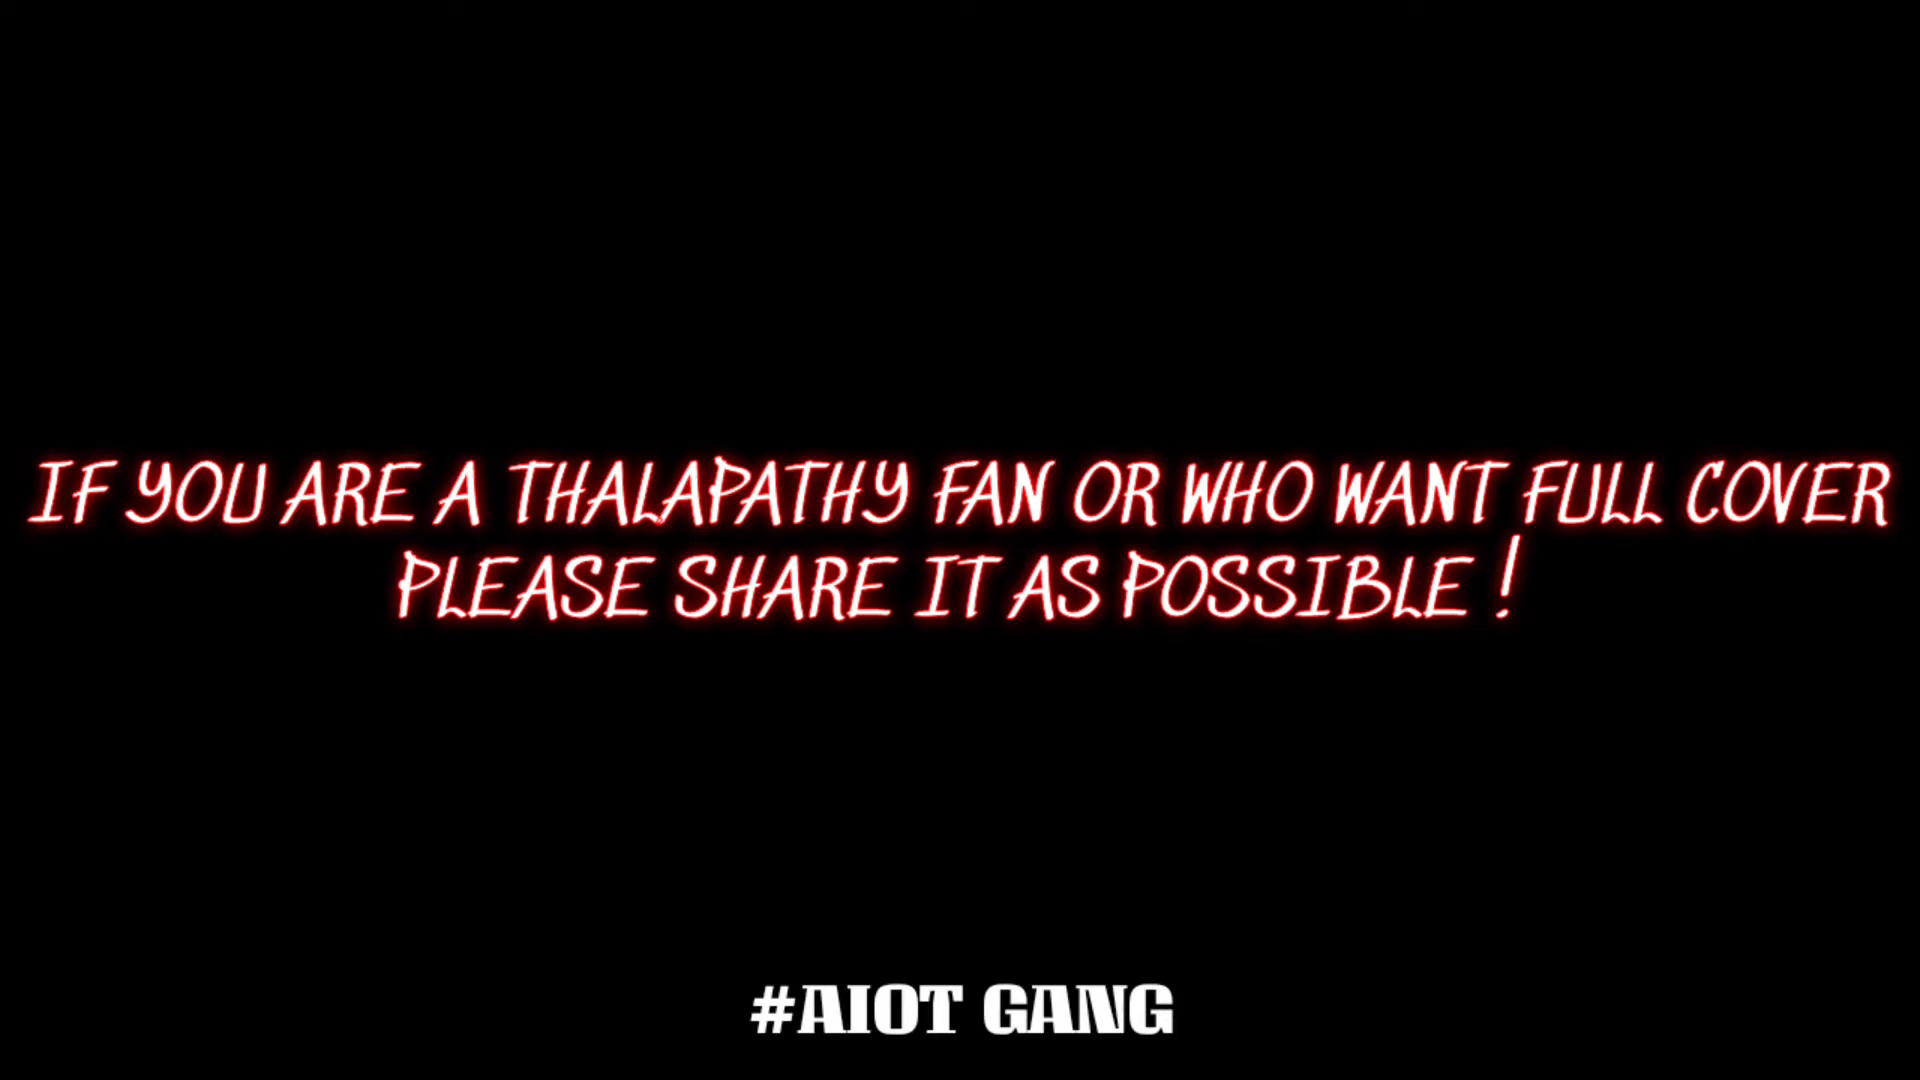 IF YOU ARE A THALAPATHY FAN OR WHO WANT FULL COVER
PLEASE SHARE IT AS POSSIBLE !
#AIOT GANG